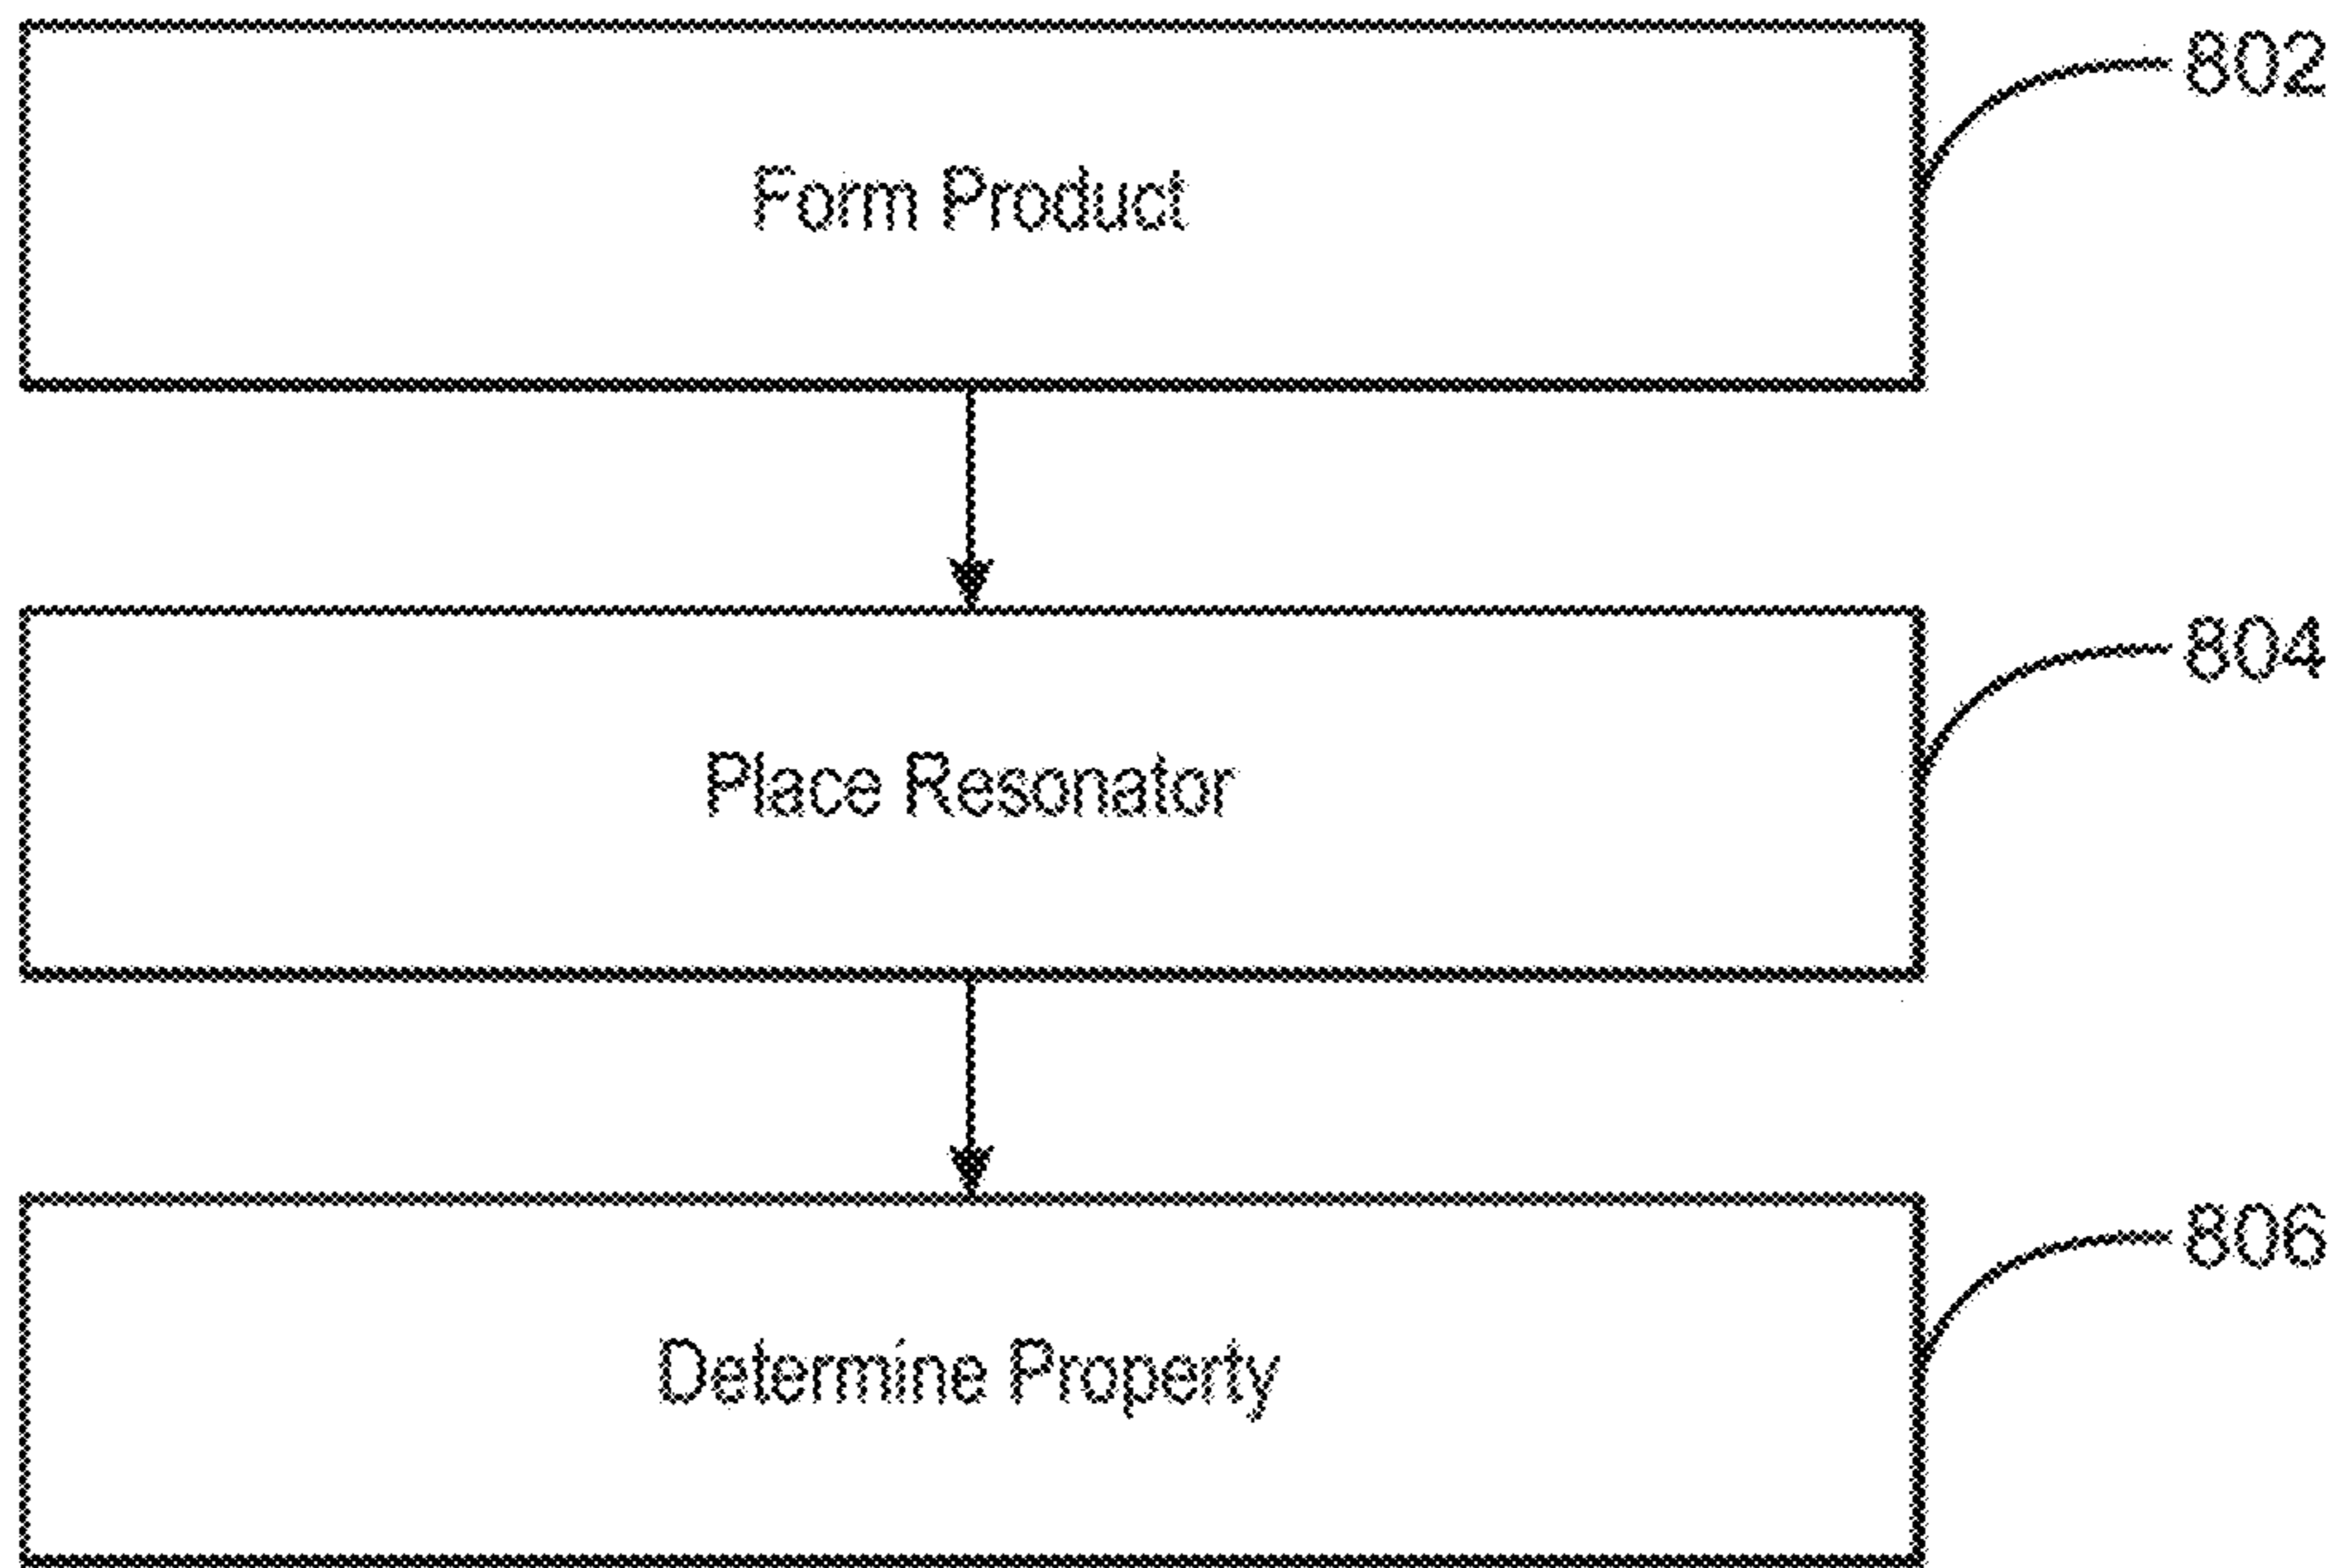 802
Form Product
804
Place Resonator
806
Determine Property